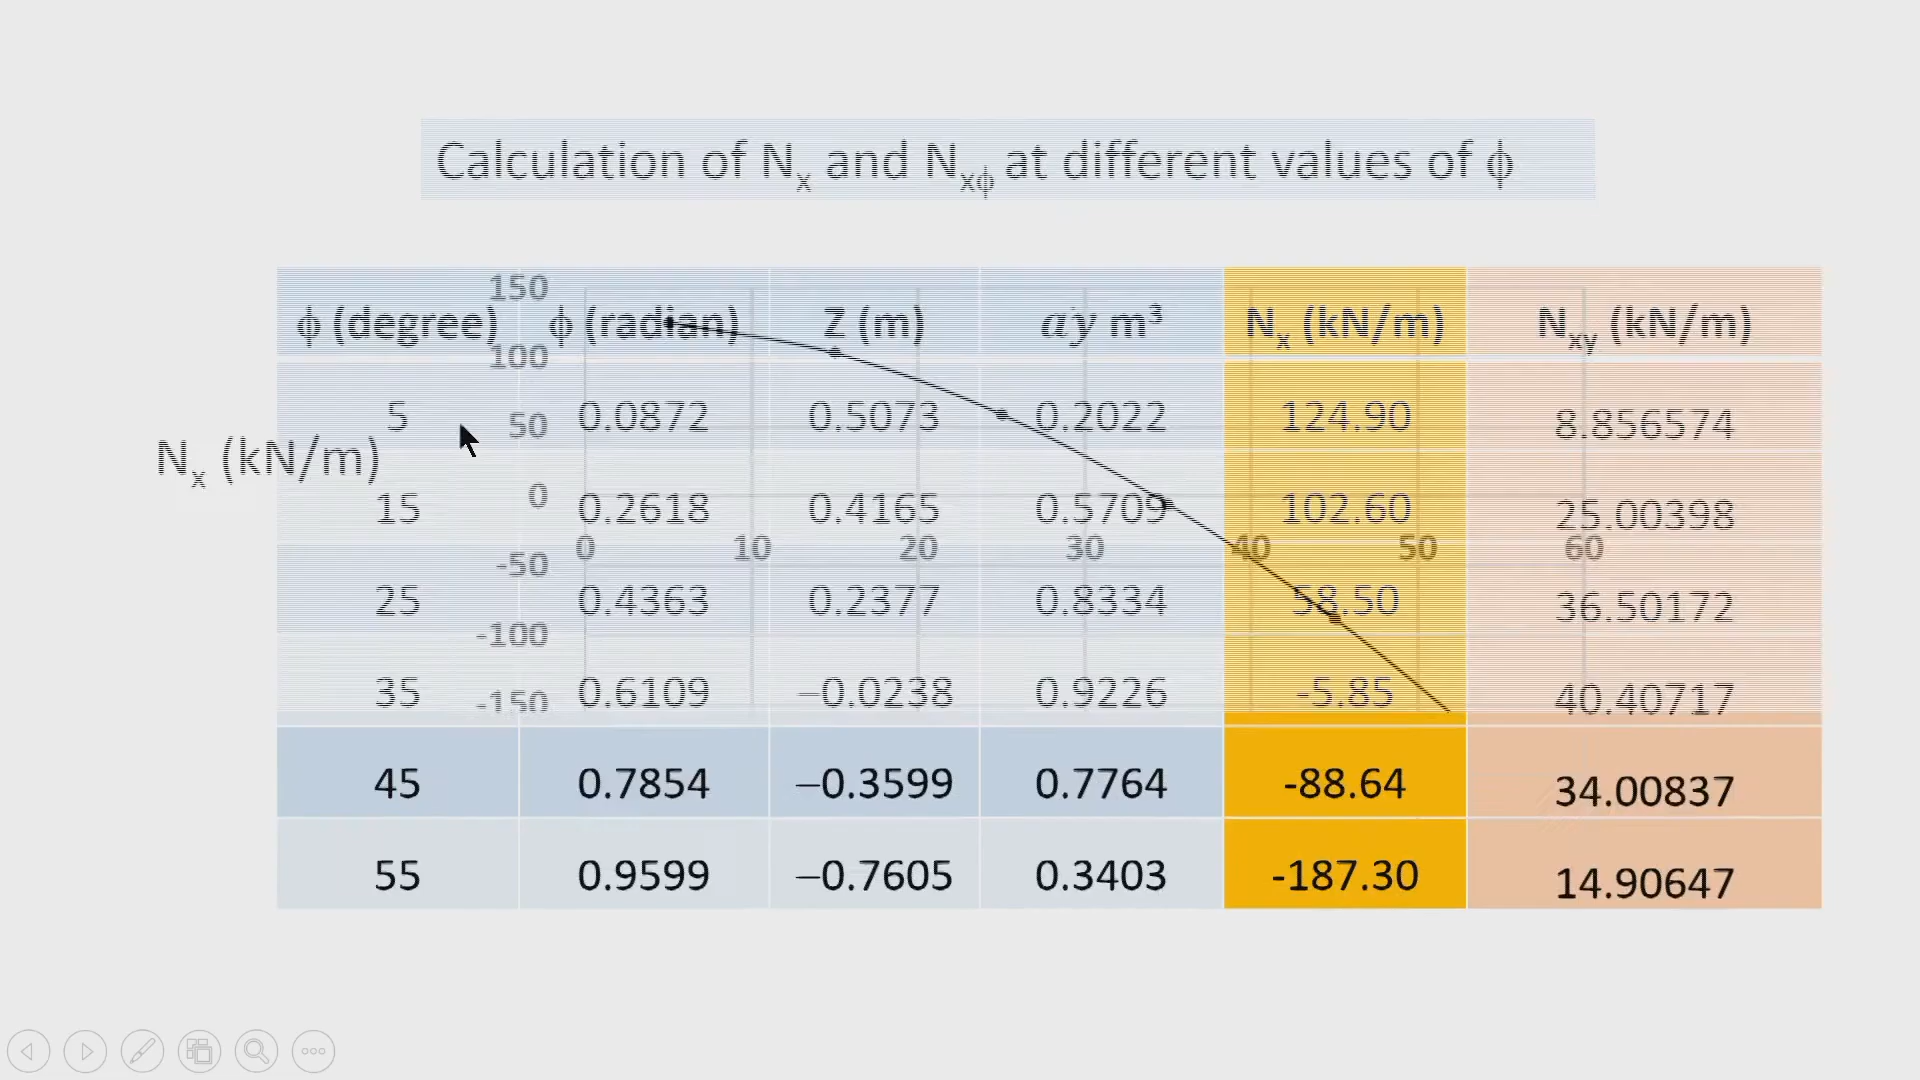 Calculation of Nx and Nxϕ at different values of ϕ
ϕ (degree) ϕ (radian) Z (m) aȳ m³ Nx (kN/m) Nxy (kN/m)
5 0.0872 0.5073 0.2022 124.90 8.856574
15 0.2618 0.4165 0.5709 102.60 25.00398
25 0.4363 0.2377 0.8334 58.50 36.50172
35 0.6109 –0.0238 0.9226 -5.85 40.40717
45 0.7854 –0.3599 0.7764 -88.64 34.00837
55 0.9599 –0.7605 0.3403 -187.30 14.90647
Nx (kN/m)
150
100
50
0
-50
-100
-150
0 10 20 30 40 50 60